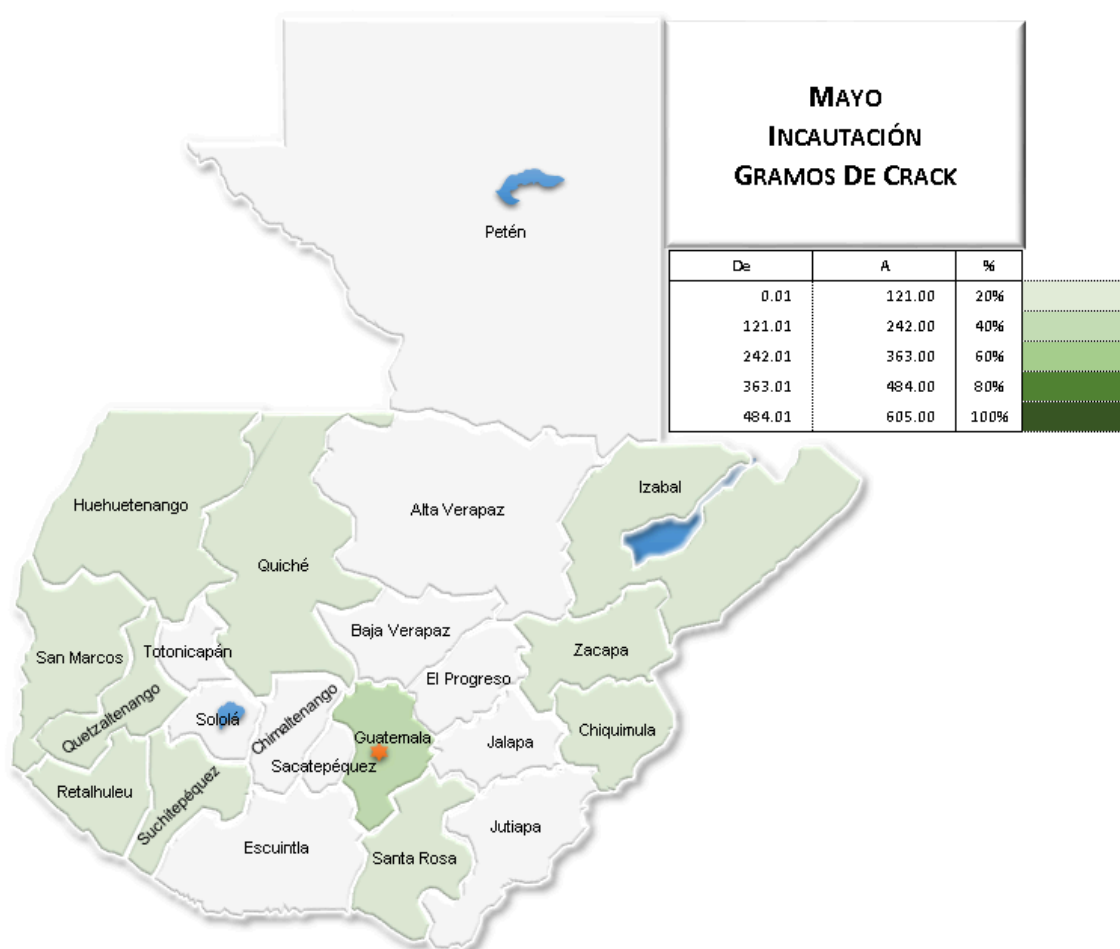 MAYO
INCAUTACIÓN
GRAMOS DE CRACK
De A %
0.01 121.00 20%
121.01 242.00 40%
242.01 363.00 60%
363.01 484.00 80%
484.01 605.00 100%
Petén
Izabal
Huehuetenango
Alta Verapaz
Quiché
Baja Verapaz
Totonicapán
Zacapa
San Marcos
El Progreso
Quetzaltenango
Sololá
Chimaltenango
Guatemala
Chiquimula
Jalapa
Sacatepéquez
Retalhuleu
Suchitepéquez
Jutiapa
Escuintla
Santa Rosa